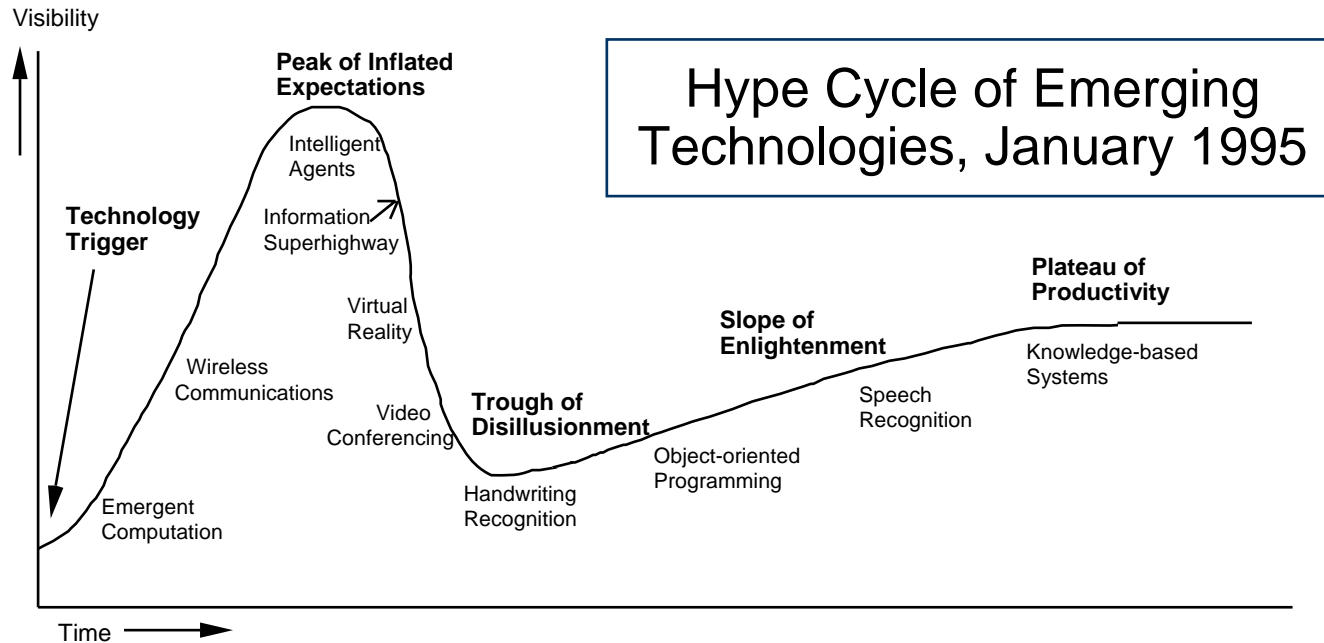 Visibility
Hype Cycle of Emerging
Technologies, January 1995
Peak of Inflated
Expectations
Intelligent
Agents
Technology
Trigger
Information
Superhighway
Virtual
Reality
Wireless
Communications
Video
Conferencing
Emergent
Computation
Trough of
Disillusionment
Handwriting
Recognition
Object-oriented
Programming
Slope of
Enlightenment
Speech
Recognition
Plateau of
Productivity
Knowledge-based
Systems
Time